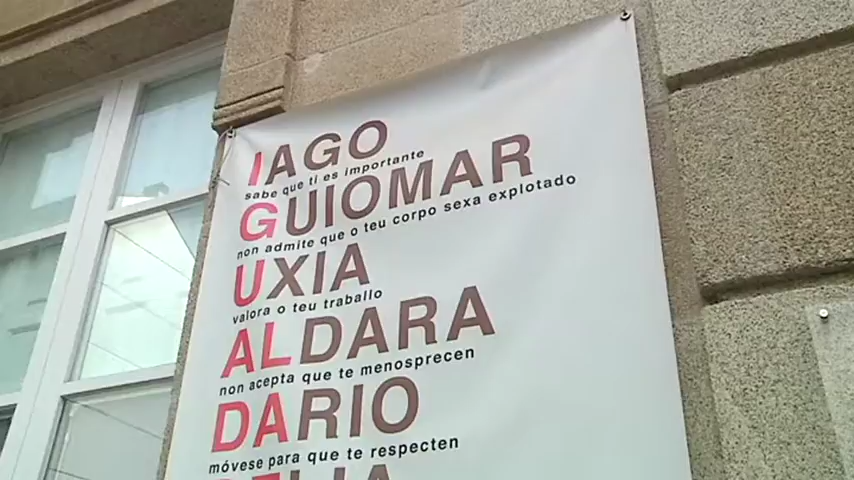 IAGO
sabe que ti es importante
GUIOMAR
non admite que o teu corpo sexa explotado
UXIA
valora o teu traballo
ALDARA
non acepta que te menosprecen
DARIO
móvese para que te respecten